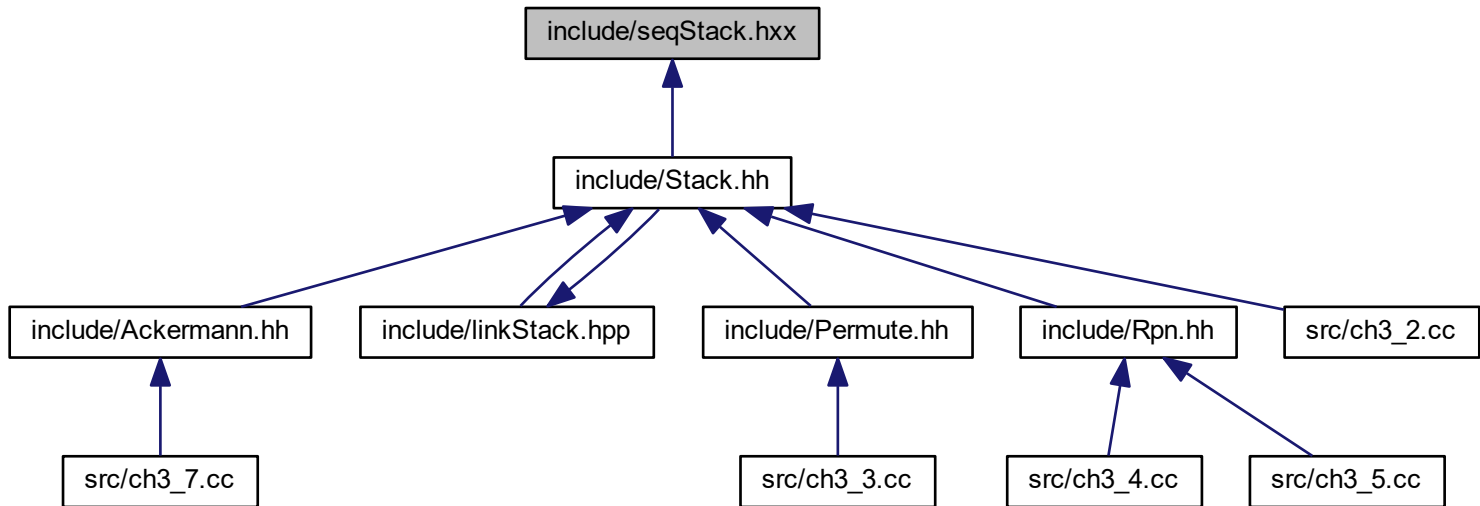 include/seqStack.hxx
include/Stack.hh
include/Ackermann.hh
include/linkStack.hpp
include/Permute.hh
include/Rpn.hh
src/ch3_2.cc
src/ch3_7.cc
src/ch3_3.cc
src/ch3_4.cc
src/ch3_5.cc